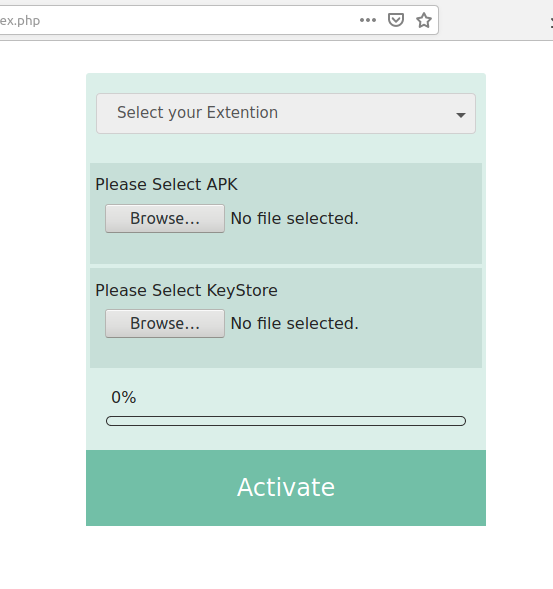 ex.php
Select your Extention
Please Select APK
Browse... No file selected.
Please Select KeyStore
Browse... No file selected.
0%
Activate